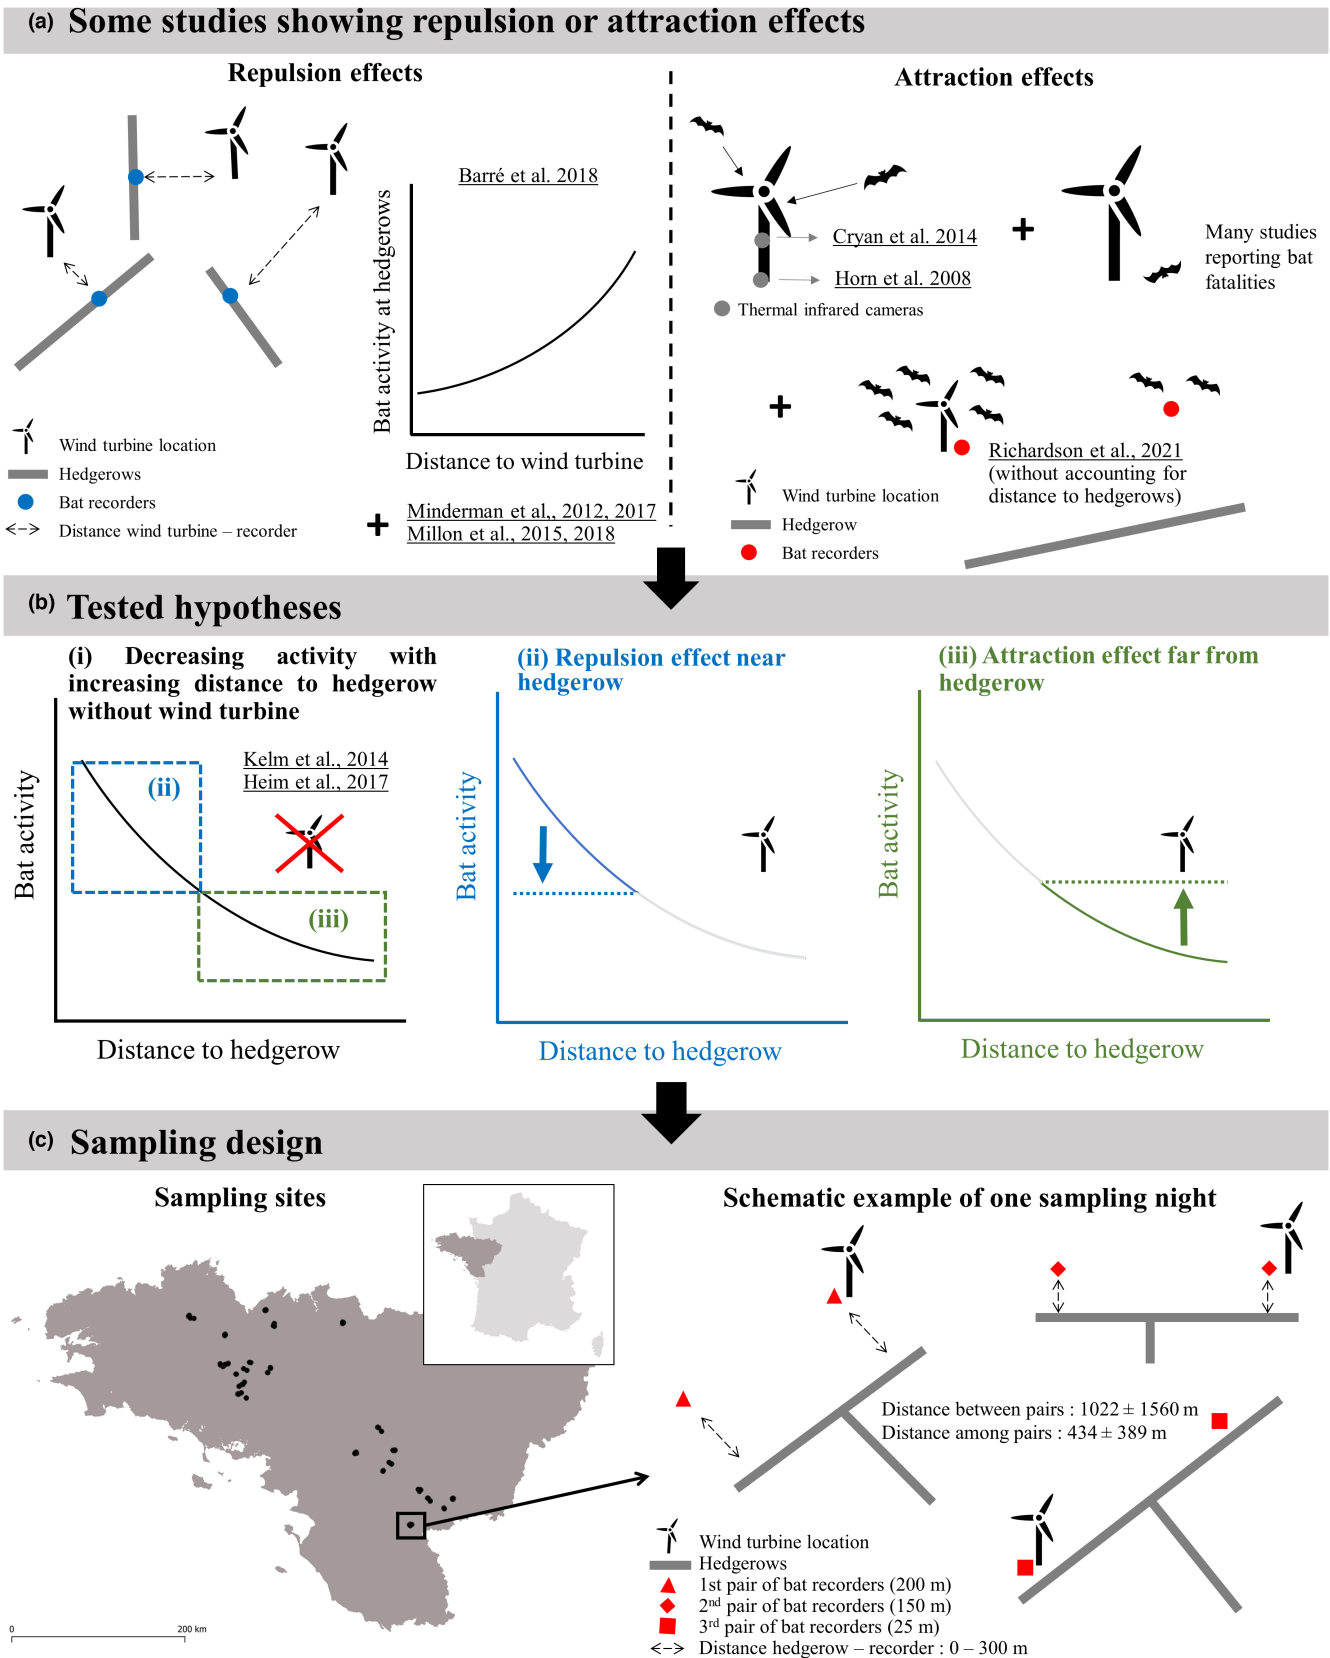 (a) Some studies showing repulsion or attraction effects
Repulsion effects
Barré et al. 2018
Bat activity at hedgerows
Distance to wind turbine
Wind turbine location
Hedgerows
Bat recorders
Distance wind turbine – recorder
+ Minderman et al,, 2012, 2017
Millon et al., 2015, 2018
Attraction effects
Cryan et al. 2014
Horn et al. 2008
Thermal infrared cameras
+
Many studies
reporting bat
fatalities
+
Richardson et al., 2021
(without accounting for
distance to hedgerows)
Wind turbine location
Hedgerow
Bat recorders
(b) Tested hypotheses
(i) Decreasing activity with
increasing distance to hedgerow
without wind turbine
Kelm et al., 2014
Heim et al., 2017
(ii)
(iii)
Bat activity
Distance to hedgerow
(ii) Repulsion effect near
hedgerow
Bat activity
Distance to hedgerow
(iii) Attraction effect far from
hedgerow
Bat activity
Distance to hedgerow
(c) Sampling design
Sampling sites
0 200 km
Schematic example of one sampling night
Distance between pairs : 1022 ± 1560 m
Distance among pairs : 434 ± 389 m
Wind turbine location
Hedgerows
1st pair of bat recorders (200 m)
2nd pair of bat recorders (150 m)
3rd pair of bat recorders (25 m)
Distance hedgerow – recorder : 0 – 300 m